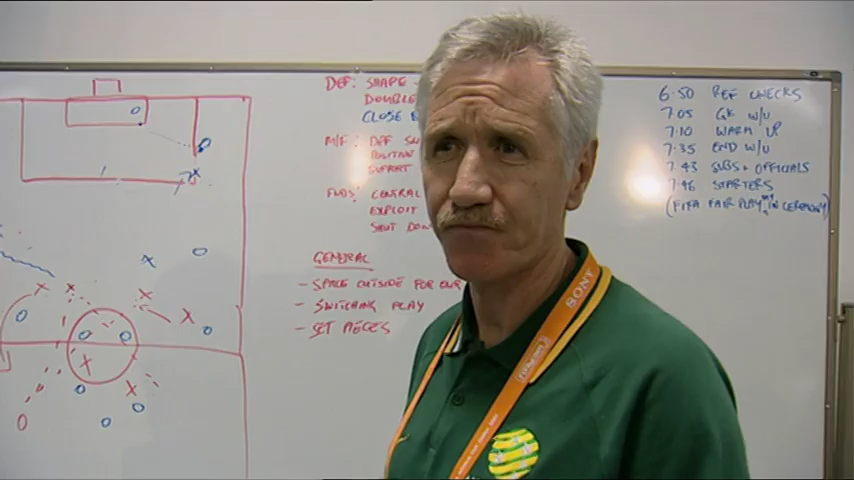 DEF: SHAPE
DOUBLE
CLOSE
M/F: DEF
POSITIVE
SUPPORT
FWDS: CENTRAL
EXPLOIT
SHUT DOWN
GENERAL
- SPACE OUTSIDE FOR OUR
- SWITCHING PLAY
- SET PIECES
6.50 REF CHECKS
7.05 GK W/U
7.10 WARM UP
7.35 END W/U
7.43 SUBS + OFFICIALS
7.46 STARTERS
(FIFA FAIR PLAY IN CEREMONY)
SONY